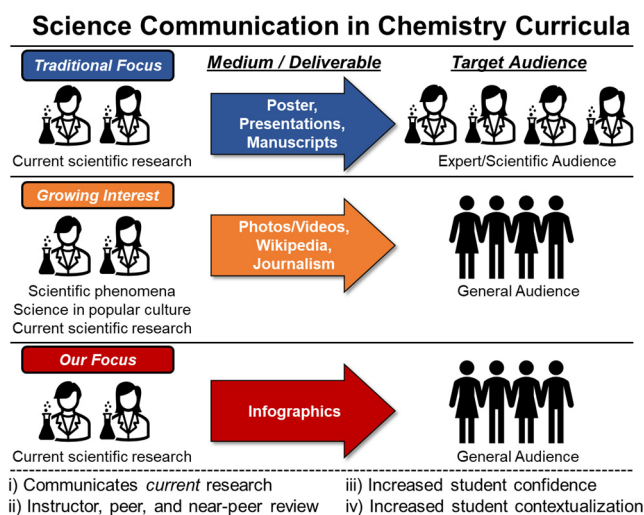 Science Communication in Chemistry Curricula
Traditional Focus
Medium / Deliverable
Target Audience
Poster,
Presentations,
Manuscripts
Current scientific research
Expert/Scientific Audience
Growing Interest
Photos/Videos,
Wikipedia,
Journalism
Scientific phenomena
Science in popular culture
Current scientific research
General Audience
Our Focus
Infographics
Current scientific research
General Audience
i) Communicates current research
ii) Instructor, peer, and near-peer review
iii) Increased student confidence
iv) Increased student contextualization